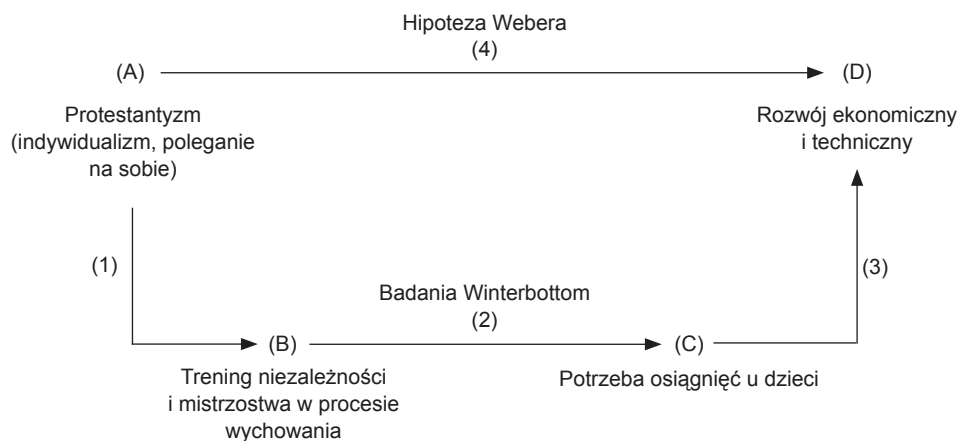 Hipoteza Webera
(4)
(A)
(D)
Protestantyzm
(indywidualizm, poleganie
na sobie)
Rozwój ekonomiczny
i techniczny
(1)
(3)
Badania Winterbottom
(2)
(B)
(C)
Trening niezależności
i mistrzostwa w procesie
wychowania
Potrzeba osiągnięć u dzieci